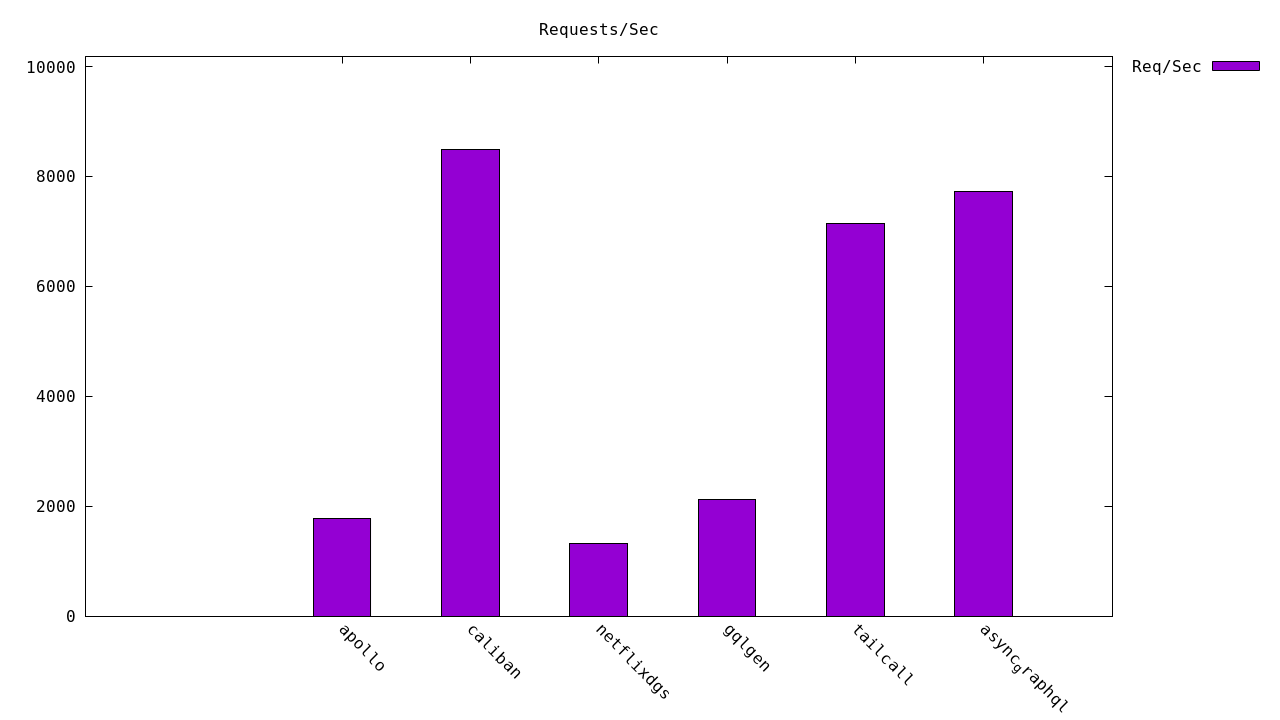 Requests/Sec
Req/Sec
10000
8000
6000
4000
2000
0
apollo
caliban
netflixdgs
gqlgen
tailcall
async_graphql